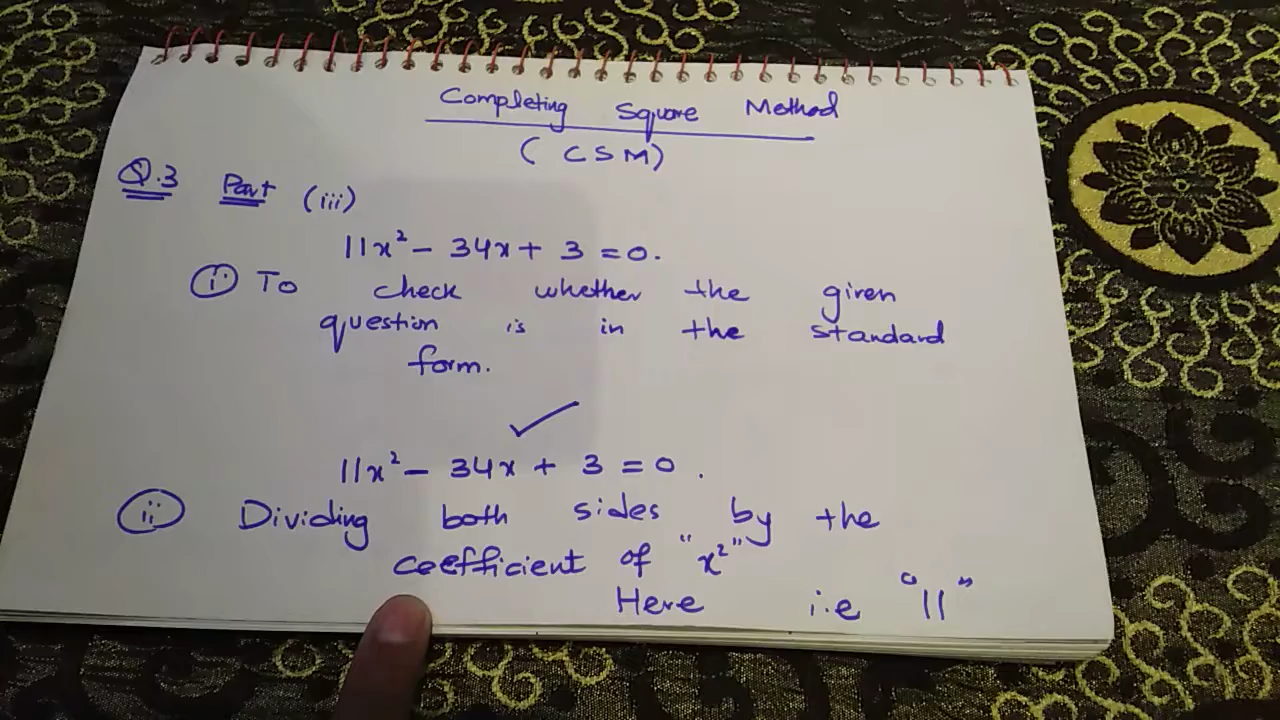 Completing Square Method
(CSM)
Q.3 Part (iii)
11x² - 34x + 3 = 0.
(i) To check whether the given
question is in the standard
form.
✓
11x² - 34x + 3 = 0.
(ii) Dividing both sides by the
coefficient of "x²"
Here i.e "11"